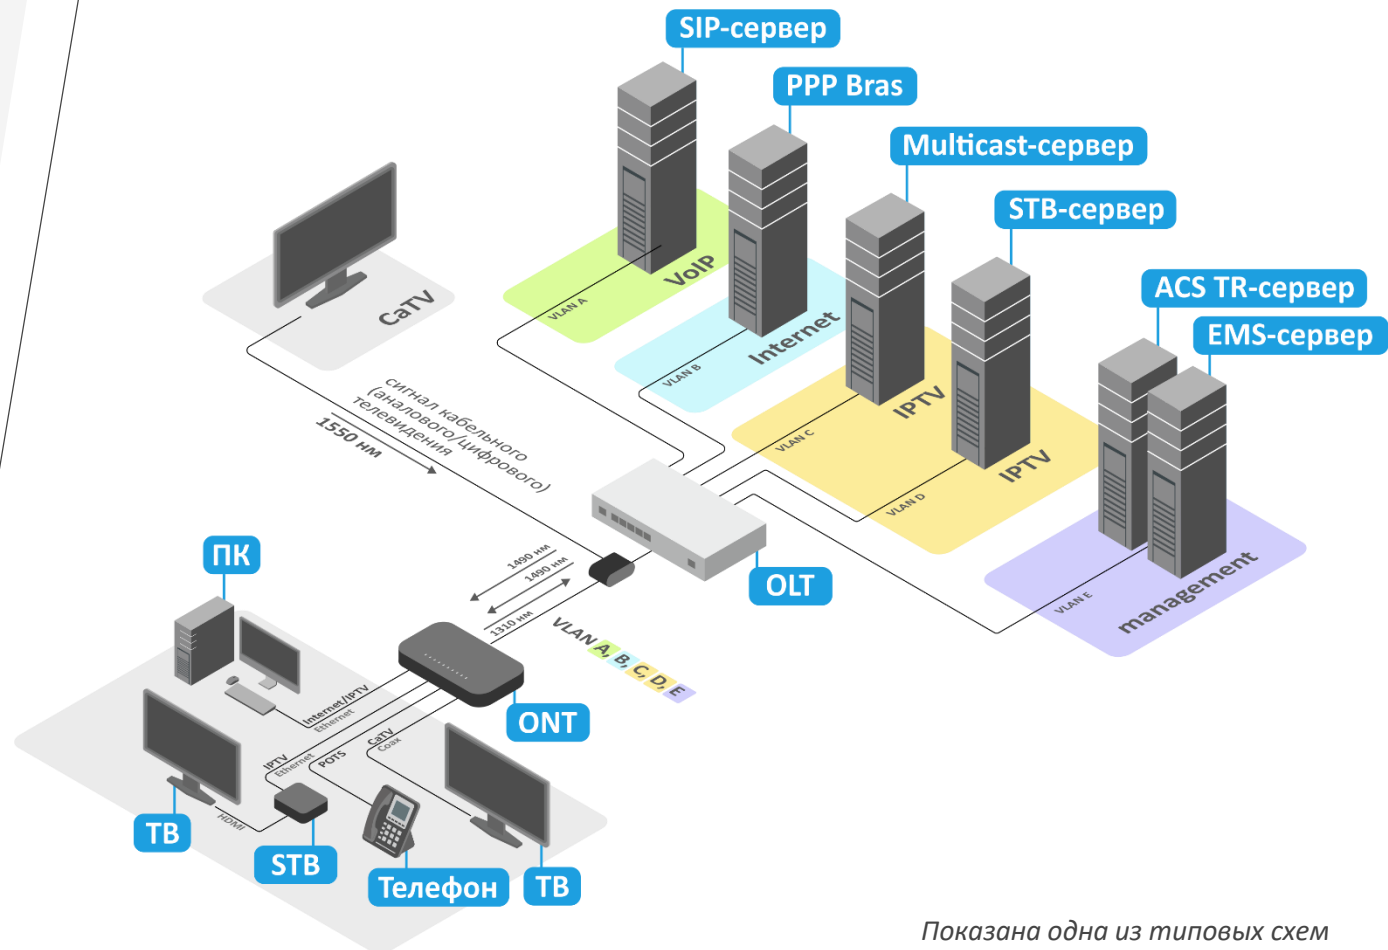 SIP-сервер
PPP Bras
Multicast-сервер
STB-сервер
ACS TR-сервер
EMS-сервер
VoIP
VLAN A
Internet
VLAN B
IPTV
VLAN C
IPTV
VLAN D
management
VLAN E
CaTV
сигнал кабельного
(аналового/цифрового)
телевидения
1550 нм
1490 нм
1490 нм
1310 нм
OLT
VLAN A, B, C, D, E
ПК
ONT
Internet/IPTV
Ethernet
IPTV
Ethernet
POTS
CaTV
Coax
HDMI
ТВ
STB
Телефон
ТВ
Показана одна из типовых схем